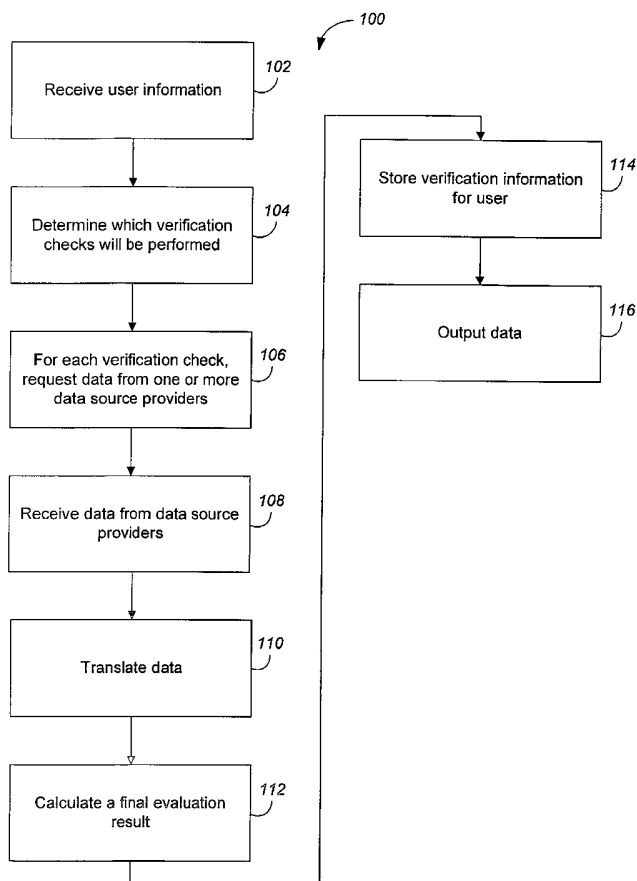 100
Receive user information
102
Determine which verification
checks will be performed
104
For each verification check,
request data from one or more
data source providers
106
Receive data from data source
providers
108
Translate data
110
Calculate a final evaluation
result
112
Store verification information
for user
114
Output data
116